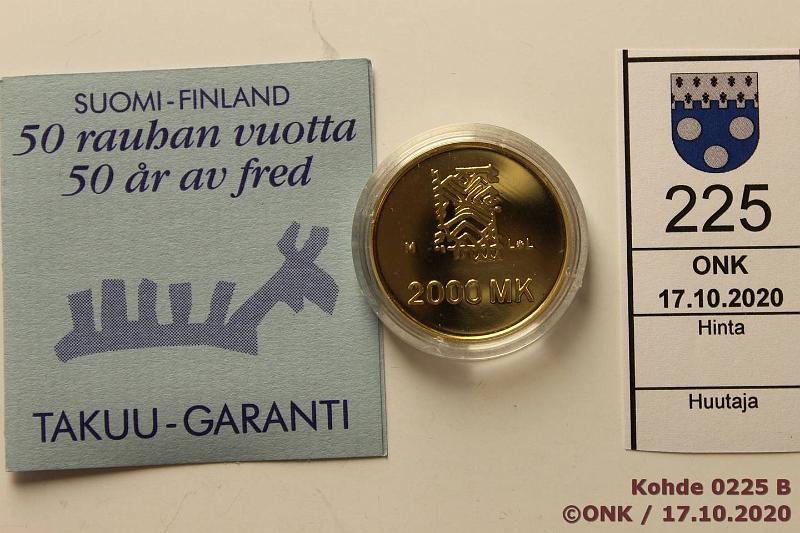 SUOMI-FINLAND
50 rauhan vuotta
50 år av fred
TAKUU-GARANTI
M L*L
2000 MK
225
ONK
17.10.2020
Hinta
Huutaja
Kohde 0225 B
©ONK / 17.10.2020